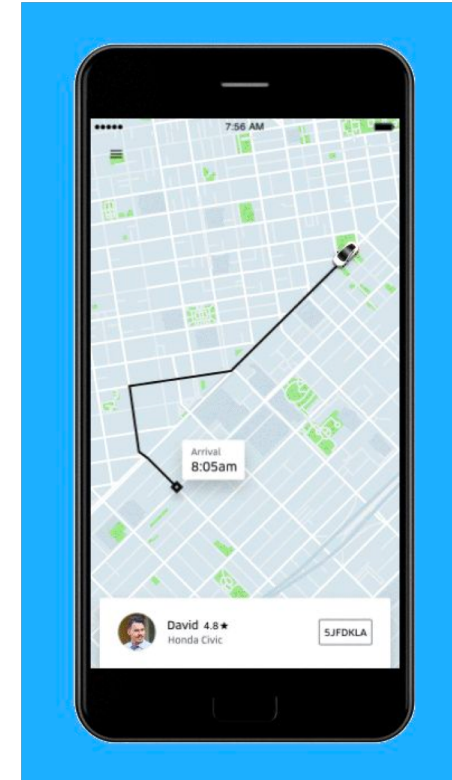 7:56 AM
Arrival
8:05am
David 4.8★
Honda Civic
5JFDKLA